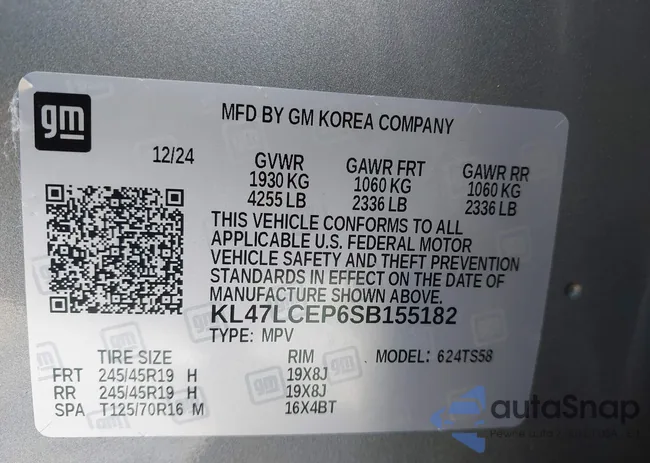 gm
MFD BY GM KOREA COMPANY
12/24
GVWR GAWR FRT GAWR RR
1930 KG 1060 KG 1060 KG
4255 LB 2336 LB 2336 LB
THIS VEHICLE CONFORMS TO ALL
APPLICABLE U.S. FEDERAL MOTOR
VEHICLE SAFETY AND THEFT PREVENTION
STANDARDS IN EFFECT ON THE DATE OF
MANUFACTURE SHOWN ABOVE.
KL47LCEP6SB155182
TYPE: MPV
TIRE SIZE RIM MODEL: 624TS58
FRT 245/45R19 H 19X8J
RR 245/45R19 H 19X8J
SPA T125/70R16 M 16X4BT
autoSnap